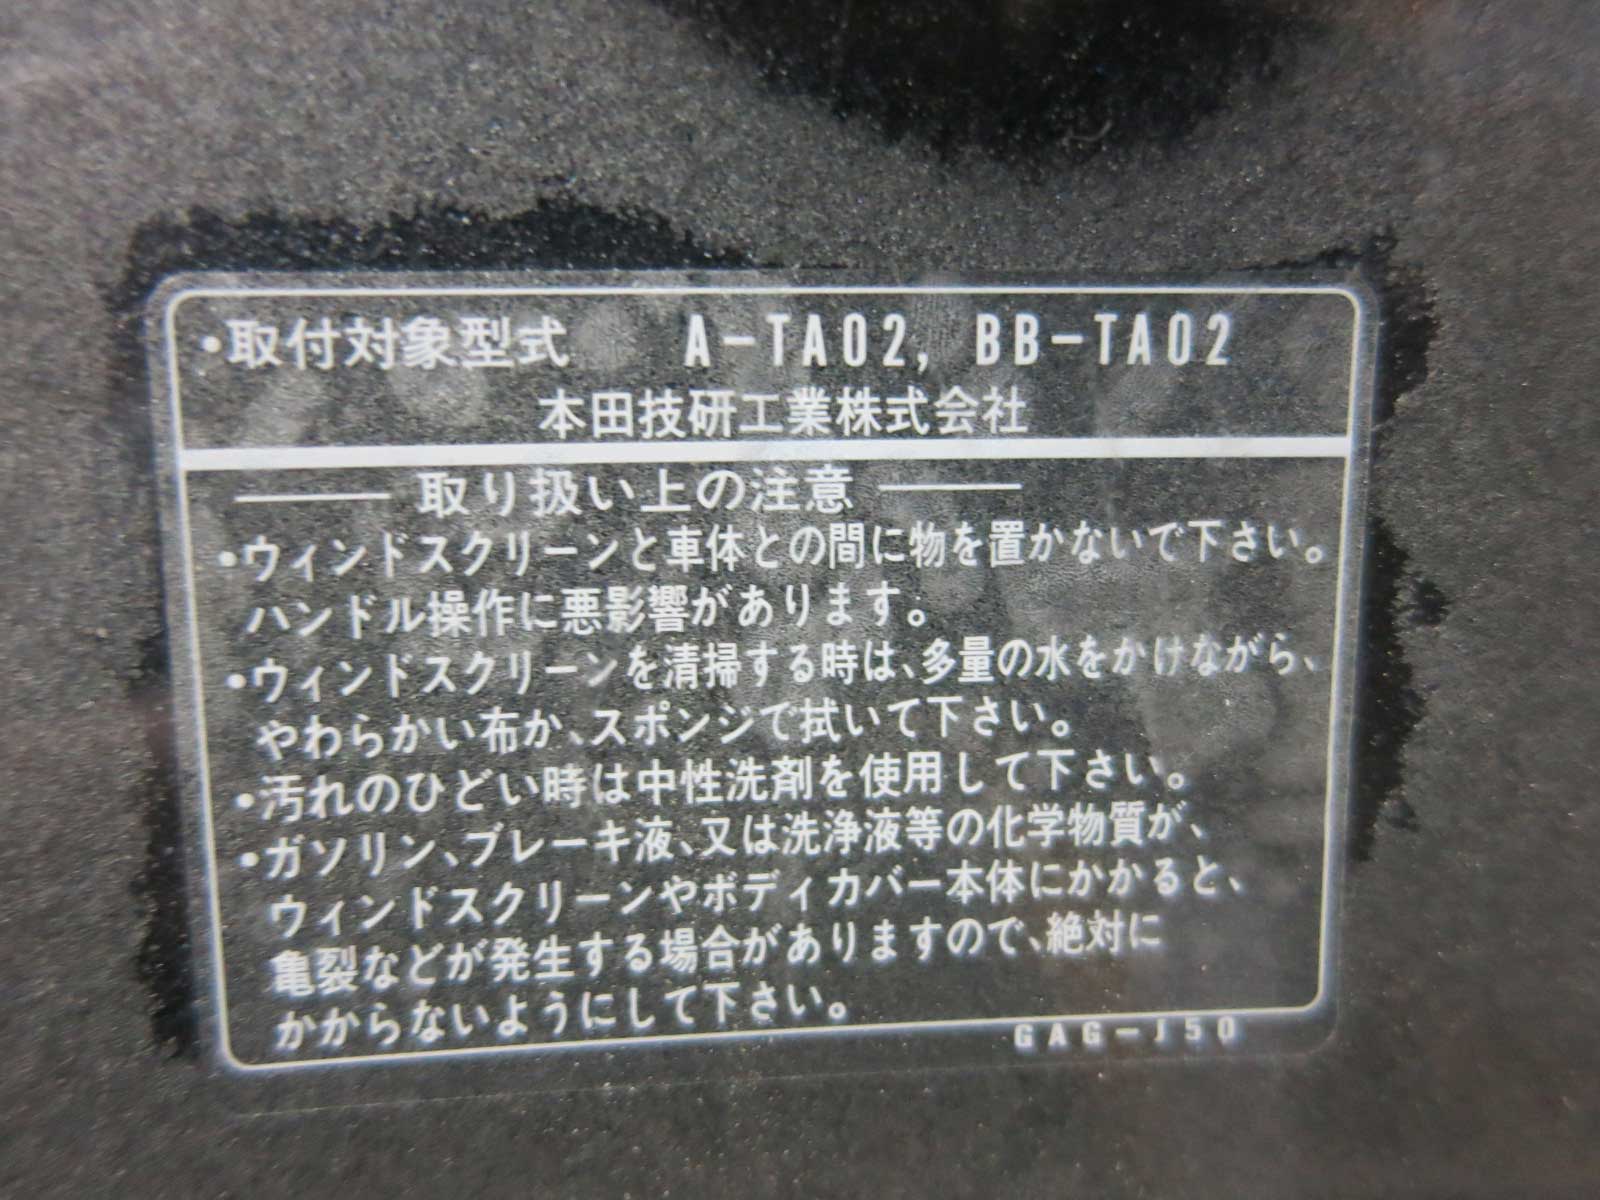 ・取付対象型式 A-TA02, BB-TA02
本田技研工業株式会社
取り扱い上の注意
・ウィンドスクリーンと車体との間に物を置かないで下さい。
ハンドル操作に悪影響があります。
・ウィンドスクリーンを清掃する時は、多量の水をかけながら、
やわらかい布か、スポンジで拭いて下さい。
・汚れのひどい時は中性洗剤を使用して下さい。
・ガソリン、ブレーキ液、又は洗浄液等の化学物質が、
ウィンドスクリーンやボディカバー本体にかかると、
亀裂などが発生する場合がありますので、絶対に
かからないようにして下さい。
GAG-J50